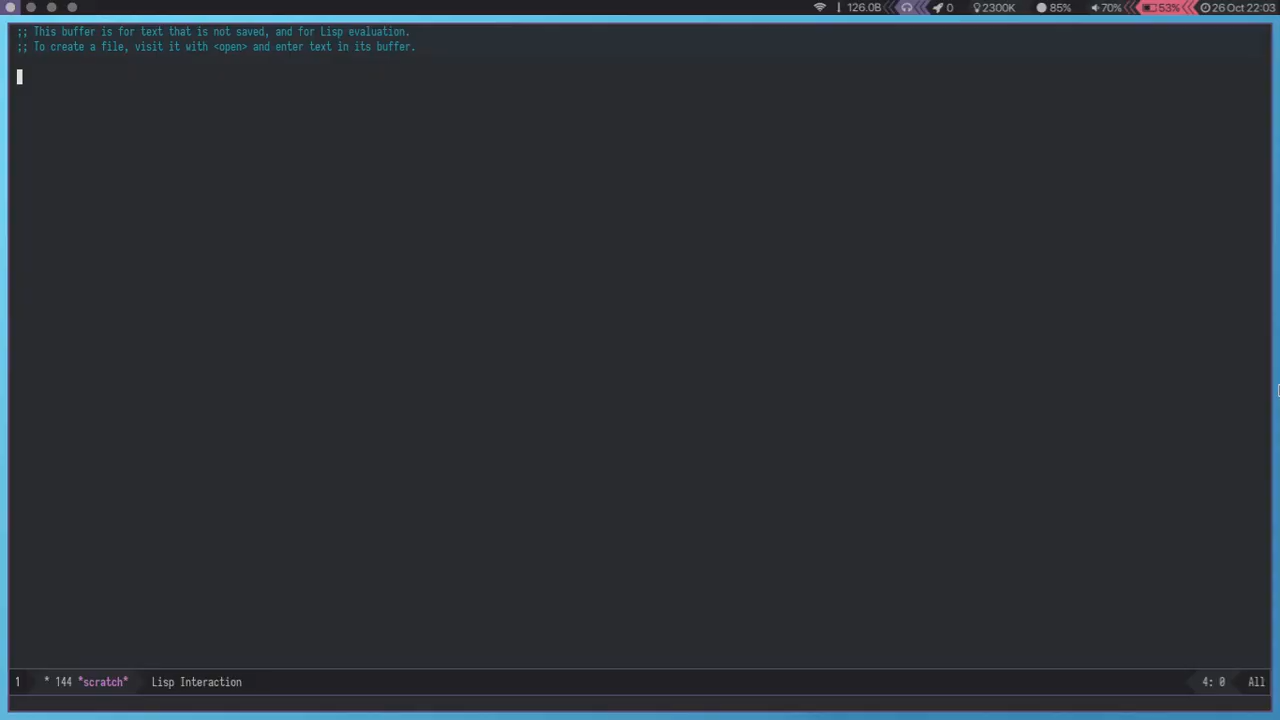 126.0B 0 2300K 85% 70% 53% 26 Oct 22:03
;; This buffer is for text that is not saved, and for Lisp evaluation.
;; To create a file, visit it with <open> and enter text in its buffer.
1 * 144 *scratch* Lisp Interaction 4: 0 All